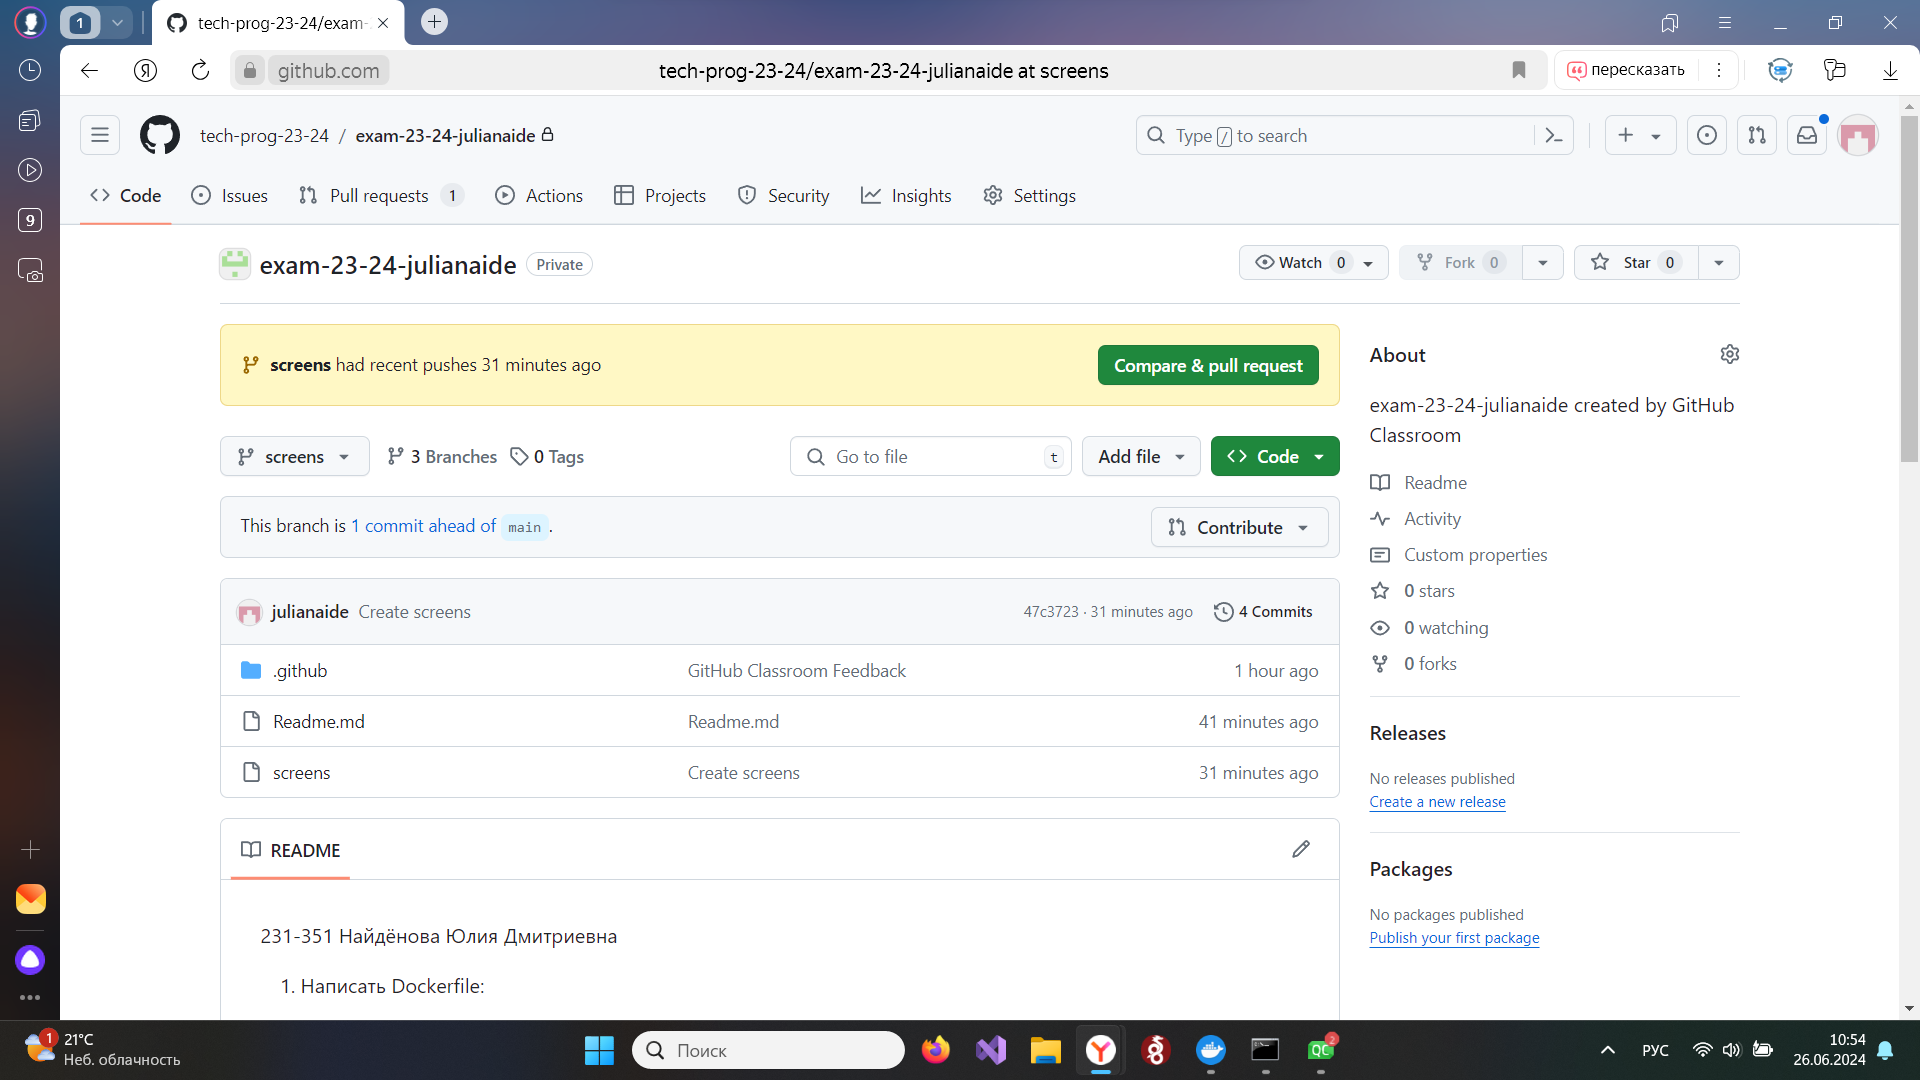 1
tech-prog-23-24/exam-
github.com
tech-prog-23-24/exam-23-24-julianaide at screens
пересказать
tech-prog-23-24 / exam-23-24-julianaide
Type / to search
Code
Issues
Pull requests 1
Actions
Projects
Security
Insights
Settings
9
exam-23-24-julianaide Private
Watch 0
Fork 0
Star 0
screens had recent pushes 31 minutes ago
Compare & pull request
screens
3 Branches
0 Tags
Go to file t
Add file
Code
This branch is 1 commit ahead of main .
Contribute
julianaide Create screens 47c3723 · 31 minutes ago 4 Commits
.github GitHub Classroom Feedback 1 hour ago
Readme.md Readme.md 41 minutes ago
screens Create screens 31 minutes ago
README
231-351 Найдёнова Юлия Дмитриевна
1. Написать Dockerfile:
About
exam-23-24-julianaide created by GitHub
Classroom
Readme
Activity
Custom properties
0 stars
0 watching
0 forks
Releases
No releases published
Create a new release
Packages
No packages published
Publish your first package
1
21°C
Неб. облачность
Поиск
QC
2
РУС
10:54
26.06.2024